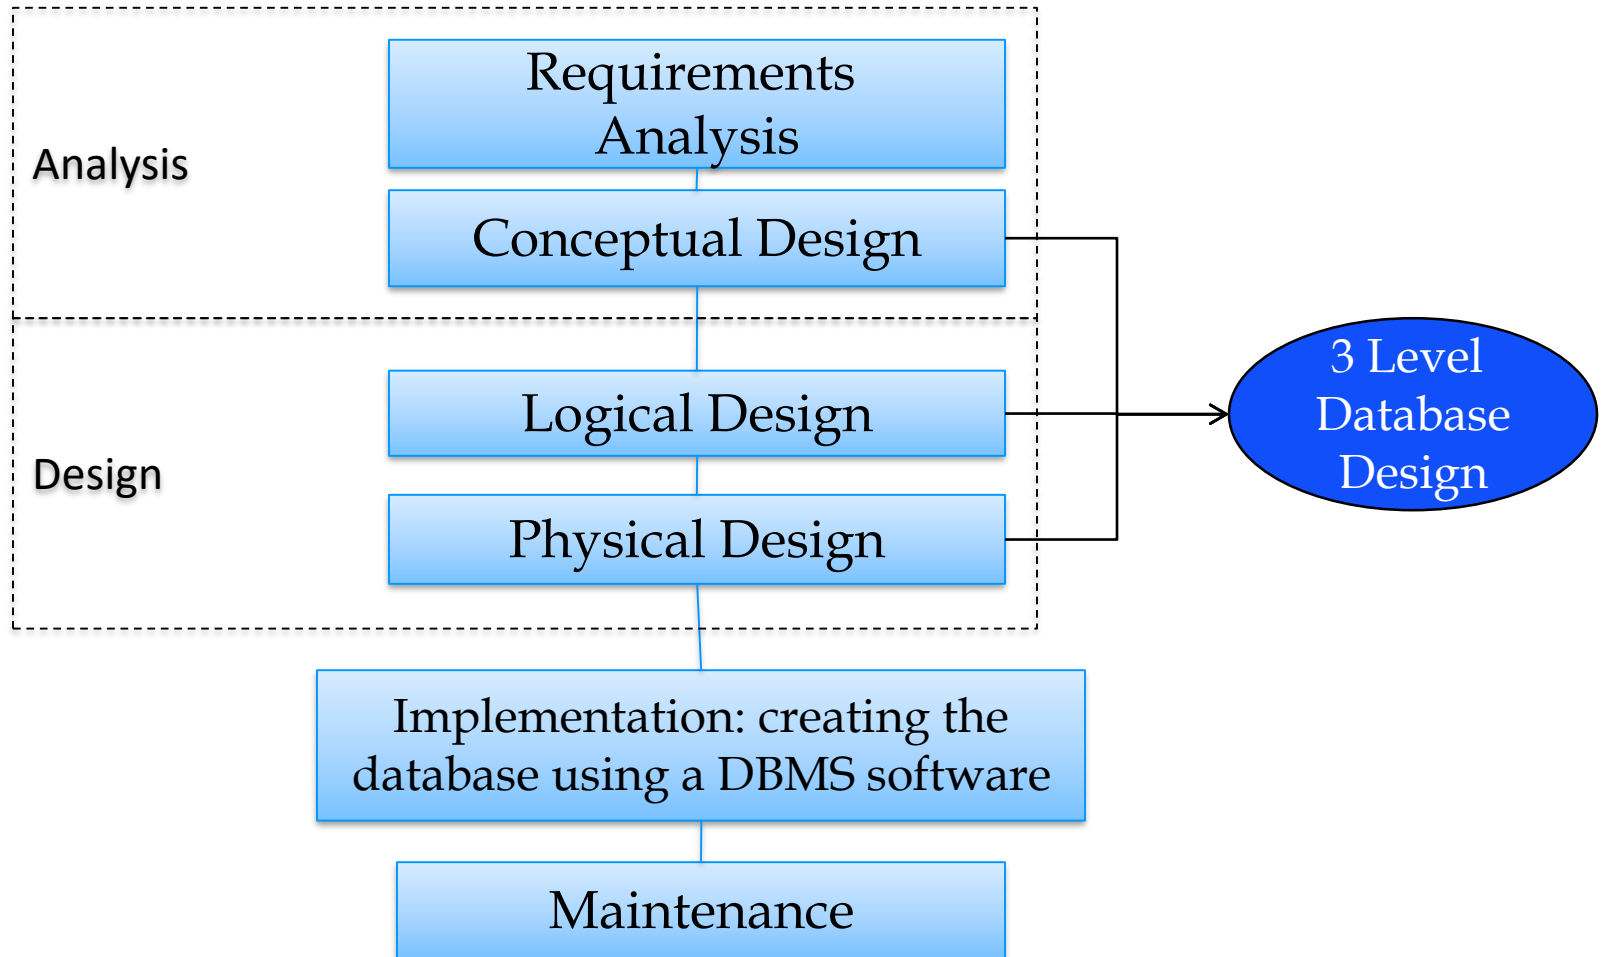 Requirements
Analysis
Analysis
Conceptual Design
Logical Design
Design
Physical Design
3 Level
Database
Design
Implementation: creating the
database using a DBMS software
Maintenance